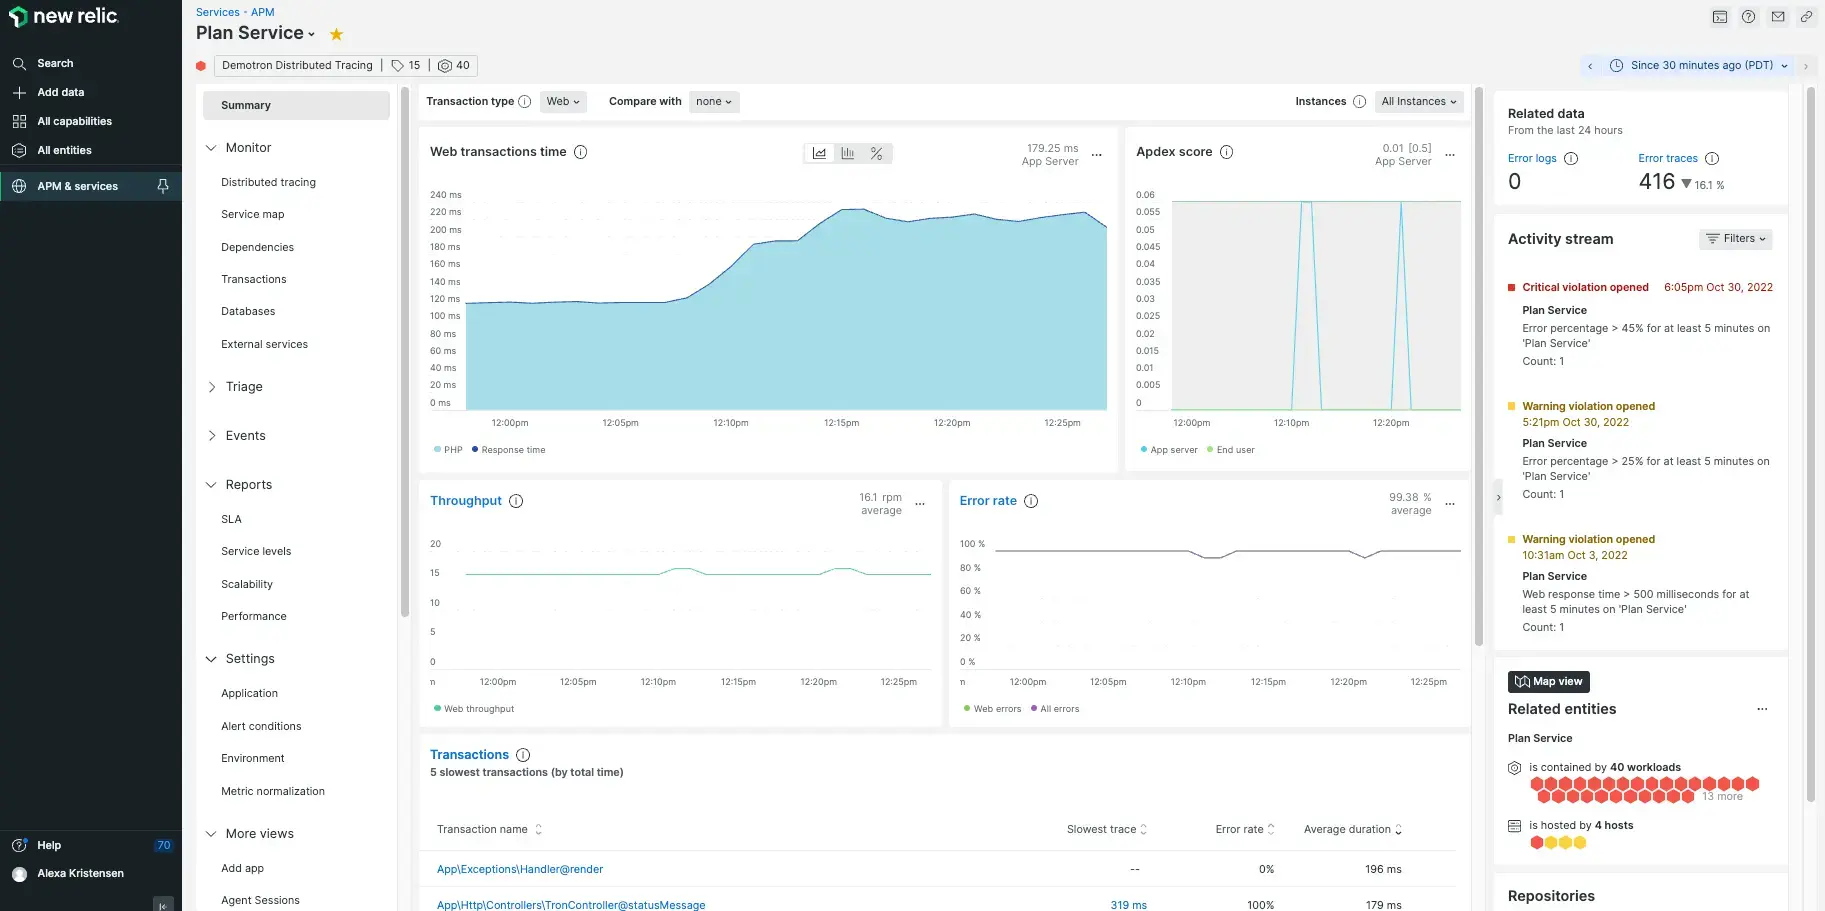 new relic
Search
Add data
All capabilities
All entities
APM & services
Help 70
Alexa Kristensen
Services - APM
Plan Service
Demotron Distributed Tracing | 15 | 40
Since 30 minutes ago (PDT)
Summary
Monitor
Distributed tracing
Service map
Dependencies
Transactions
Databases
External services
Triage
Events
Reports
SLA
Service levels
Scalability
Performance
Settings
Application
Alert conditions
Environment
Metric normalization
More views
Add app
Agent Sessions
Transaction type Web Compare with none
Instances All Instances
Web transactions time
%
179.25 ms
App Server
240 ms
220 ms
200 ms
180 ms
160 ms
140 ms
120 ms
100 ms
80 ms
60 ms
40 ms
20 ms
0 ms
12:00pm 12:05pm 12:10pm 12:15pm 12:20pm 12:25pm
PHP Response time
Apdex score
0.01 [0.5]
App Server
0.06
0.055
0.05
0.045
0.04
0.035
0.03
0.025
0.02
0.015
0.01
0.005
0
12:00pm 12:10pm 12:20pm
App server End user
Throughput
16.1 rpm
average
20
15
10
5
0
m 12:00pm 12:05pm 12:10pm 12:15pm 12:20pm 12:25pm
Web throughput
Error rate
99.38 %
average
100 %
80 %
60 %
40 %
20 %
0 %
m 12:00pm 12:05pm 12:10pm 12:15pm 12:20pm 12:25pm
Web errors All errors
Transactions
5 slowest transactions (by total time)
Transaction name Slowest trace Error rate Average duration
App\Exceptions\Handler@render -- 0% 196 ms
App\Http\Controllers\TronController@statusMessage 319 ms 100% 179 ms
Related data
From the last 24 hours
Error logs Error traces
0 416 16.1 %
Activity stream Filters
Critical violation opened 6:05pm Oct 30, 2022
Plan Service
Error percentage > 45% for at least 5 minutes on
'Plan Service'
Count: 1
Warning violation opened
5:21pm Oct 30, 2022
Plan Service
Error percentage > 25% for at least 5 minutes on
'Plan Service'
Count: 1
Warning violation opened
10:31am Oct 3, 2022
Plan Service
Web response time > 500 milliseconds for at
least 5 minutes on 'Plan Service'
Count: 1
Map view
Related entities
Plan Service
is contained by 40 workloads
13 more
is hosted by 4 hosts
Repositories